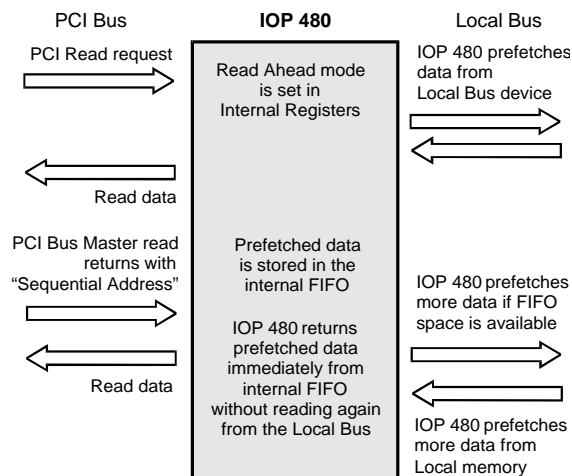 PCI Bus
IOP 480
Local Bus
PCI Read request
Read Ahead mode
is set in
Internal Registers
IOP 480 prefetches
data from
Local Bus device
Read data
PCI Bus Master read
returns with
“Sequential Address”
Prefetched data
is stored in the
internal FIFO
IOP 480 prefetches
more data if FIFO
space is available
IOP 480 returns
prefetched data
immediately from
internal FIFO
without reading again
from the Local Bus
Read data
IOP 480 prefetches
more data from
Local memory